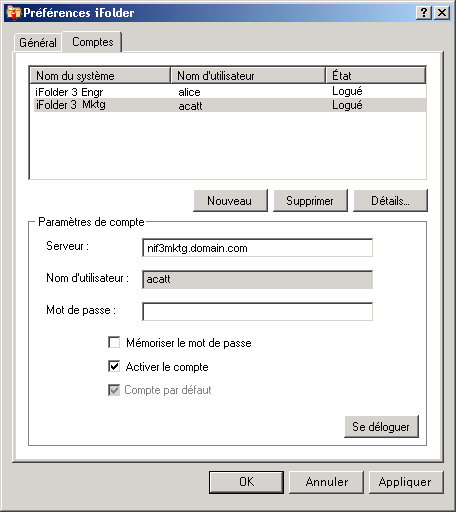 Préférences iFolder
Général Comptes
Nom du système Nom d'utilisateur État
iFolder 3 Engr alice Logué
iFolder 3 Mktg acatt Logué
Nouveau Supprimer Détails...
Paramètres de compte
Serveur : nif3mktg.domain.com
Nom d'utilisateur : acatt
Mot de passe :
Mémoriser le mot de passe
Activer le compte
Compte par défaut
Se déloguer
OK Annuler Appliquer